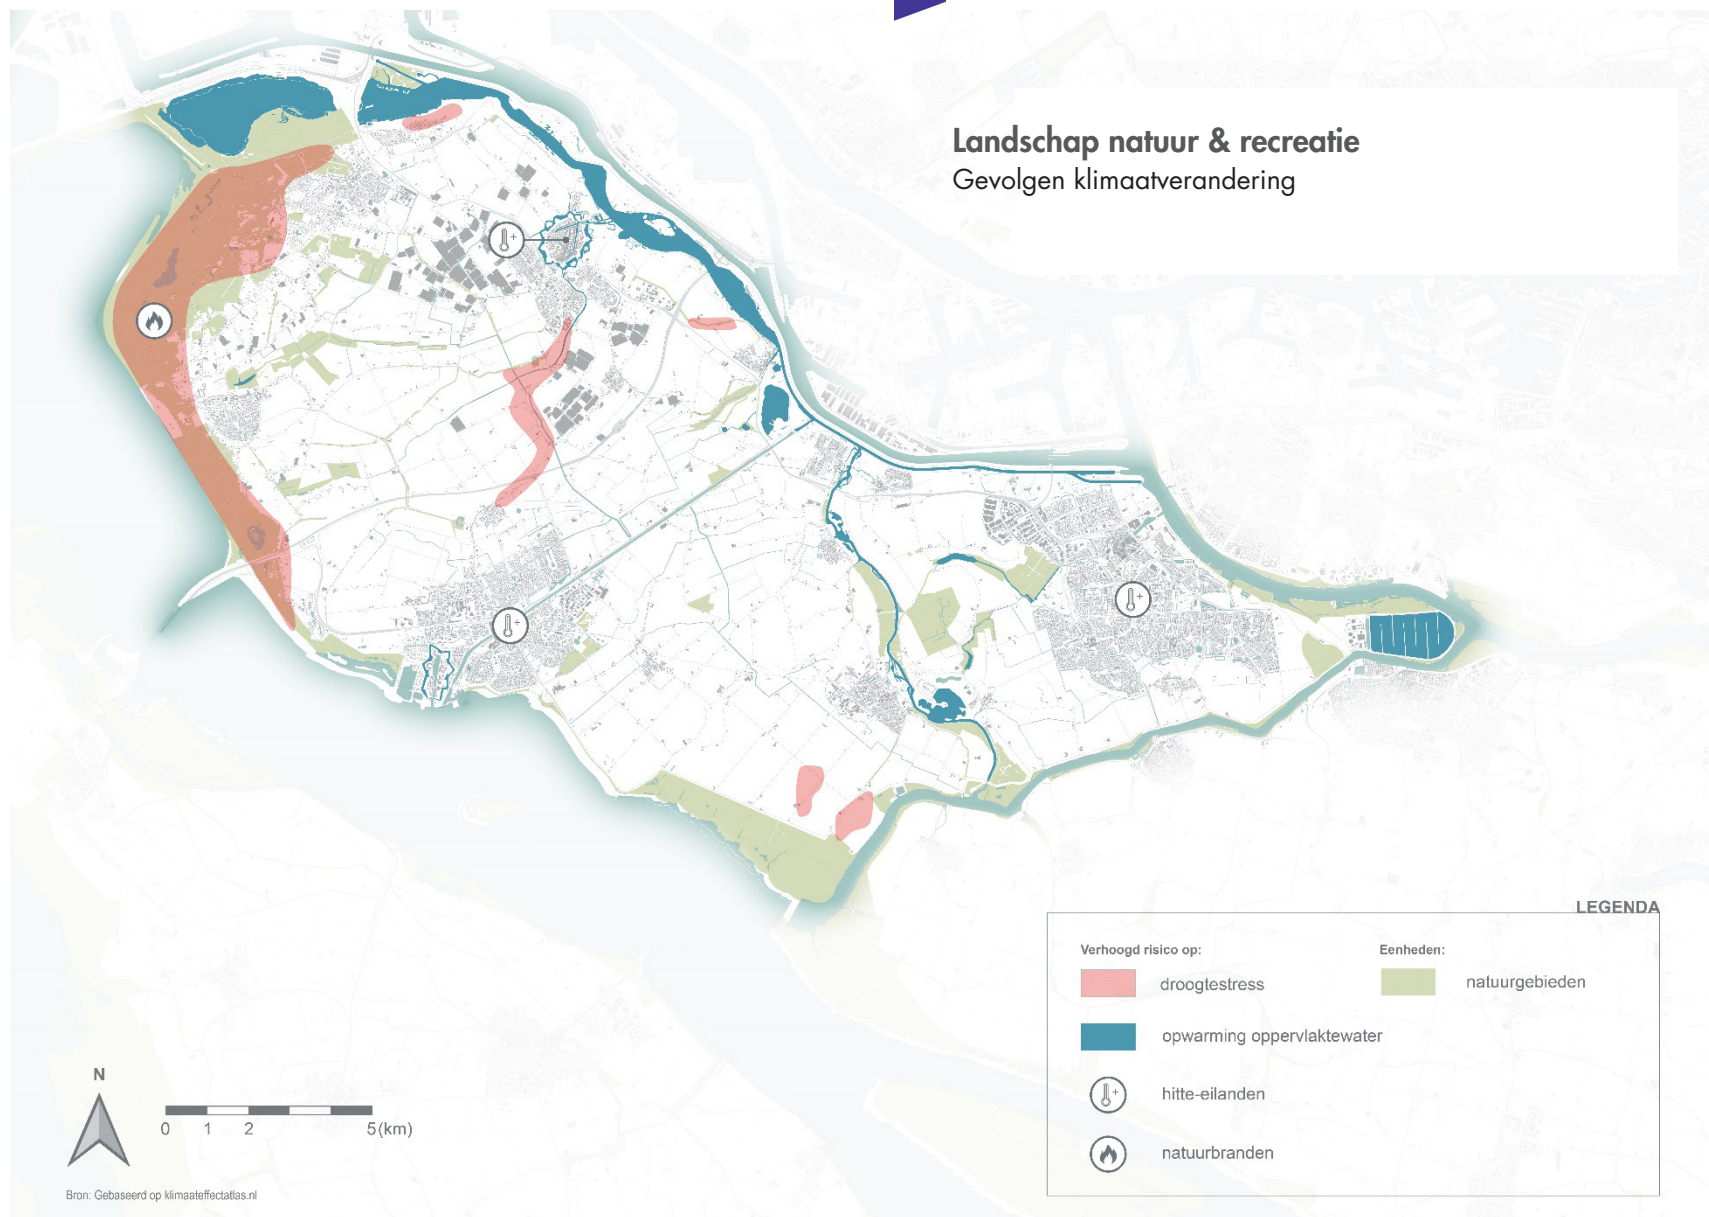 Landschap natuur & recreatie
Gevolgen klimaatverandering
LEGENDA
Verhoogd risico op:
Eenheden:
droogtestress
natuurgebieden
opwarming oppervlaktewater
hitte-eilanden
natuurbranden
N
0 1 2 5(km)
Bron: Gebaseerd op klimaateffectatlas.nl